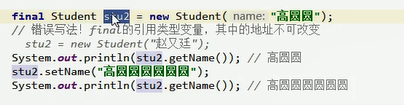 final Student stu2 = new Student( name: "高圆圆");
// 错误写法! final的引用类型变量，其中的地址不可改变
stu2 = new Student("赵又廷");
System.out.println(stu2.getName()); // 高圆圆
stu2.setName("高圆圆圆圆圆");
System.out.println(stu2.getName()); // 高圆圆圆圆圆